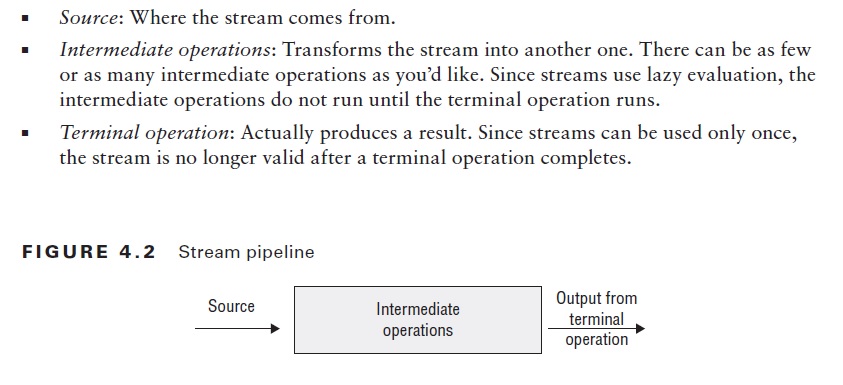 ▪ Source: Where the stream comes from.
▪ Intermediate operations: Transforms the stream into another one. There can be as few
or as many intermediate operations as you’d like. Since streams use lazy evaluation, the
intermediate operations do not run until the terminal operation runs.
▪ Terminal operation: Actually produces a result. Since streams can be used only once,
the stream is no longer valid after a terminal operation completes.
FIGURE 4.2 Stream pipeline
Source
Intermediate
operations
Output from
terminal
operation